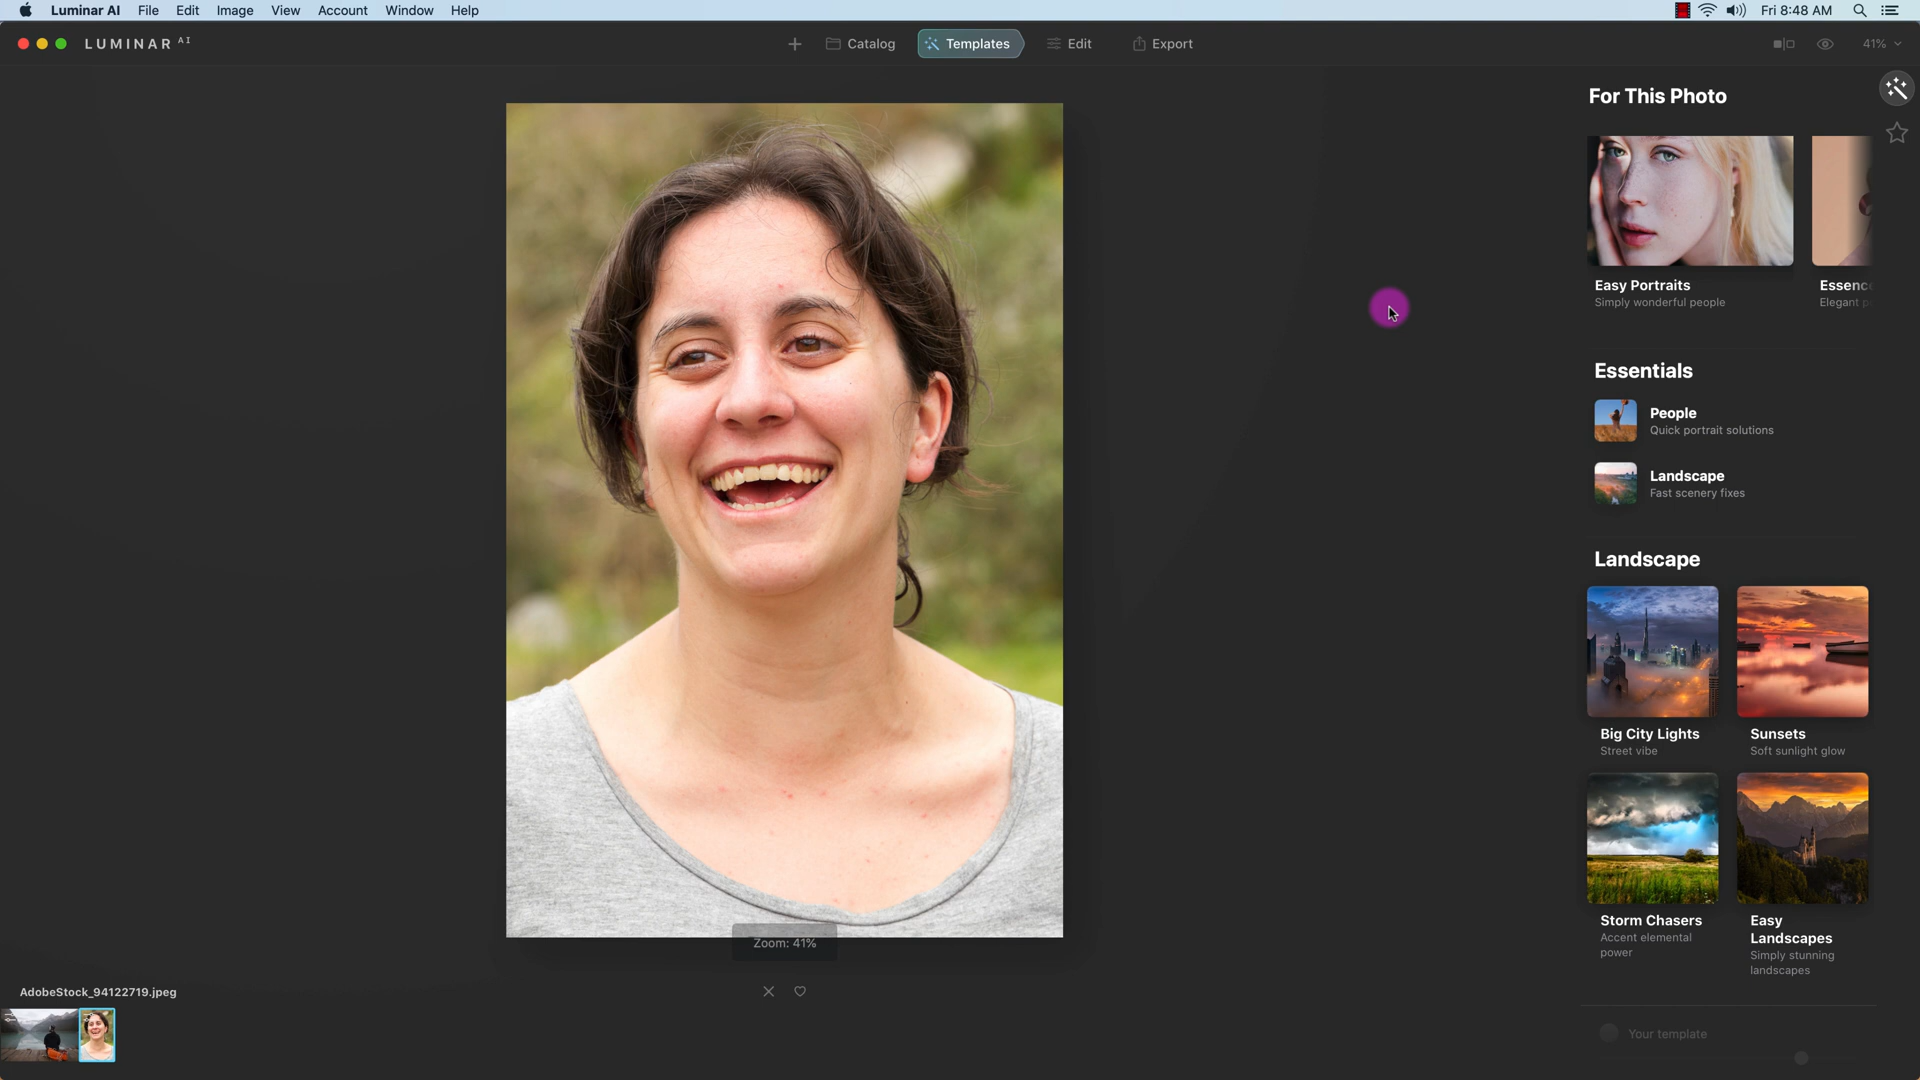 Luminar AI File Edit Image View Account Window Help Fri 8:48 AM
LUMINAR AI
Catalog Templates Edit Export 41%
For This Photo
Easy Portraits
Simply wonderful people
Essenc
Elegant p
Essentials
People
Quick portrait solutions
Landscape
Fast scenery fixes
Landscape
Big City Lights
Street vibe
Sunsets
Soft sunlight glow
Storm Chasers
Accent elemental
power
Easy
Landscapes
Simply stunning
landscapes
Zoom: 41%
AdobeStock_94122719.jpeg
Your template